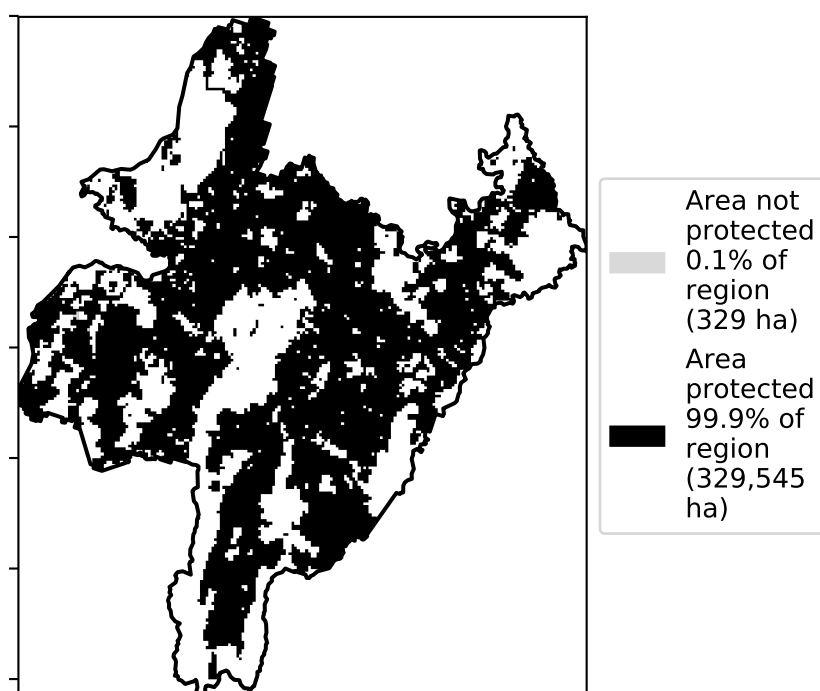 Area not
protected
0.1% of
region
(329 ha)
Area
protected
99.9% of
region
(329,545
ha)